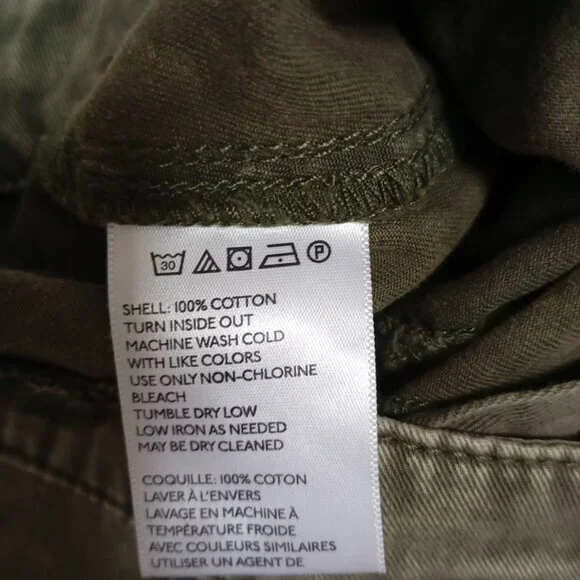 30 P
SHELL: 100% COTTON
TURN INSIDE OUT
MACHINE WASH COLD
WITH LIKE COLORS
USE ONLY NON-CHLORINE
BLEACH
TUMBLE DRY LOW
LOW IRON AS NEEDED
MAY BE DRY CLEANED
COQUILLE: 100% COTON
LAVER À L'ENVERS
LAVAGE EN MACHINE À
TEMPÉRATURE FROIDE
AVEC COULEURS SIMILAIRES
UTILISER UN AGENT DE